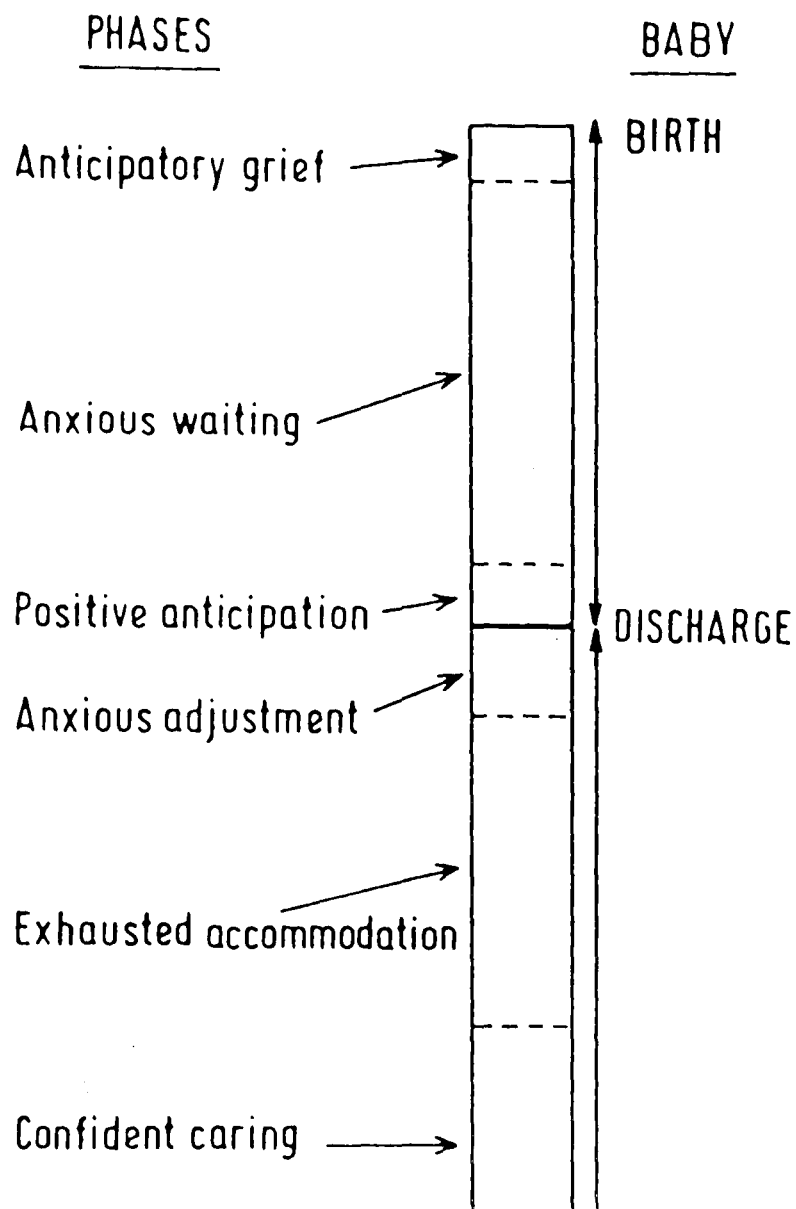 PHASES
BABY
BIRTH
Anticipatory grief
Anxious waiting
Positive anticipation
DISCHARGE
Anxious adjustment
Exhausted accommodation
Confident caring